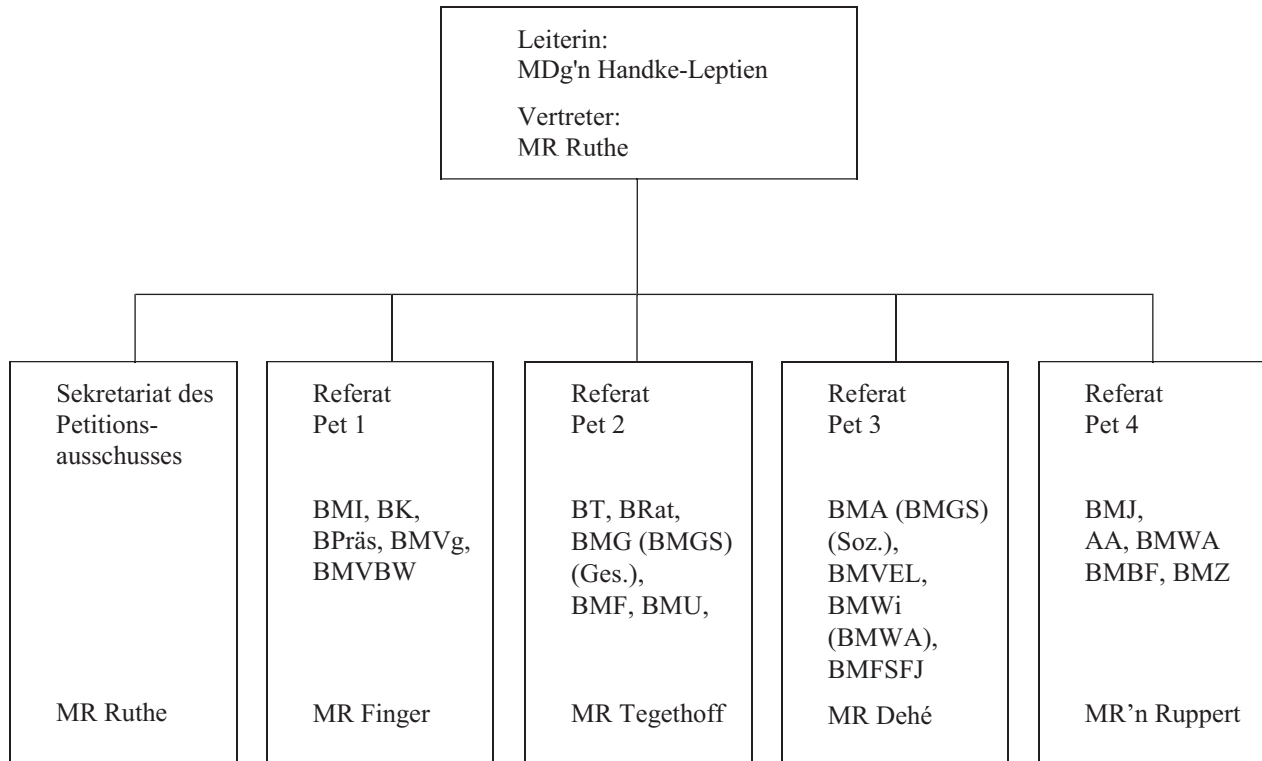 Leiterin:
MDg'n Handke-Leptien
Vertreter:
MR Ruthe
Sekretariat des
Petitions-
ausschusses
MR Ruthe
Referat
Pet 1
BMI, BK,
BPräs, BMVg,
BMVBW
MR Finger
Referat
Pet 2
BT, BRat,
BMG (BMGS)
(Ges.),
BMF, BMU,
MR Tegethoff
Referat
Pet 3
BMA (BMGS)
(Soz.),
BMVEL,
BMWi
(BMWA),
BMFSFJ
MR Dehé
Referat
Pet 4
BMJ,
AA, BMWA
BMBF, BMZ
MR’n Ruppert